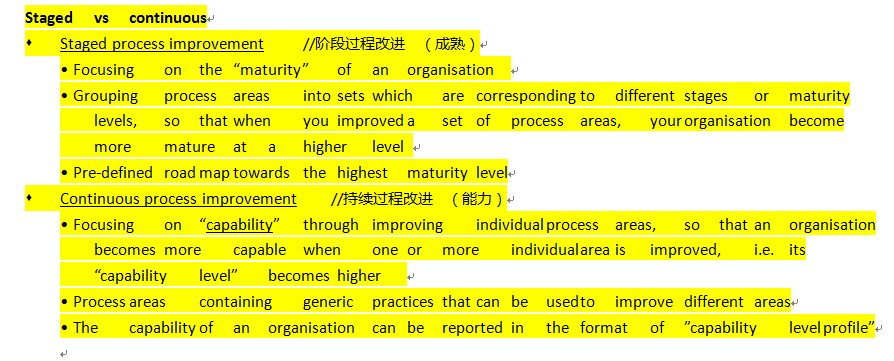 Staged vs continuous
♦ Staged process improvement //阶段过程改进 （成熟）
• Focusing on the “maturity” of an organisation
• Grouping process areas into sets which are corresponding to different stages or maturity
levels, so that when you improved a set of process areas, your organisation become
more mature at a higher level
• Pre-defined road map towards the highest maturity level
♦ Continuous process improvement //持续过程改进 （能力）
• Focusing on “capability” through improving individual process areas, so that an organisation
becomes more capable when one or more individual area is improved, i.e. its
“capability level” becomes higher
• Process areas containing generic practices that can be used to improve different areas
• The capability of an organisation can be reported in the format of ”capability level profile”